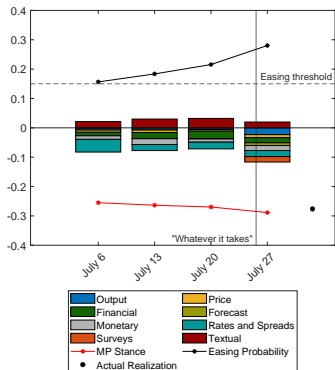 0.4
0.3
0.2
0.1
0
-0.1
-0.2
-0.3
-0.4
Easing threshold
"Whatever it takes"
July 6
July 13
July 20
July 27
Output
Price
Financial
Forecast
Monetary
Rates and Spreads
Surveys
Textual
MP Stance
Easing Probability
Actual Realization